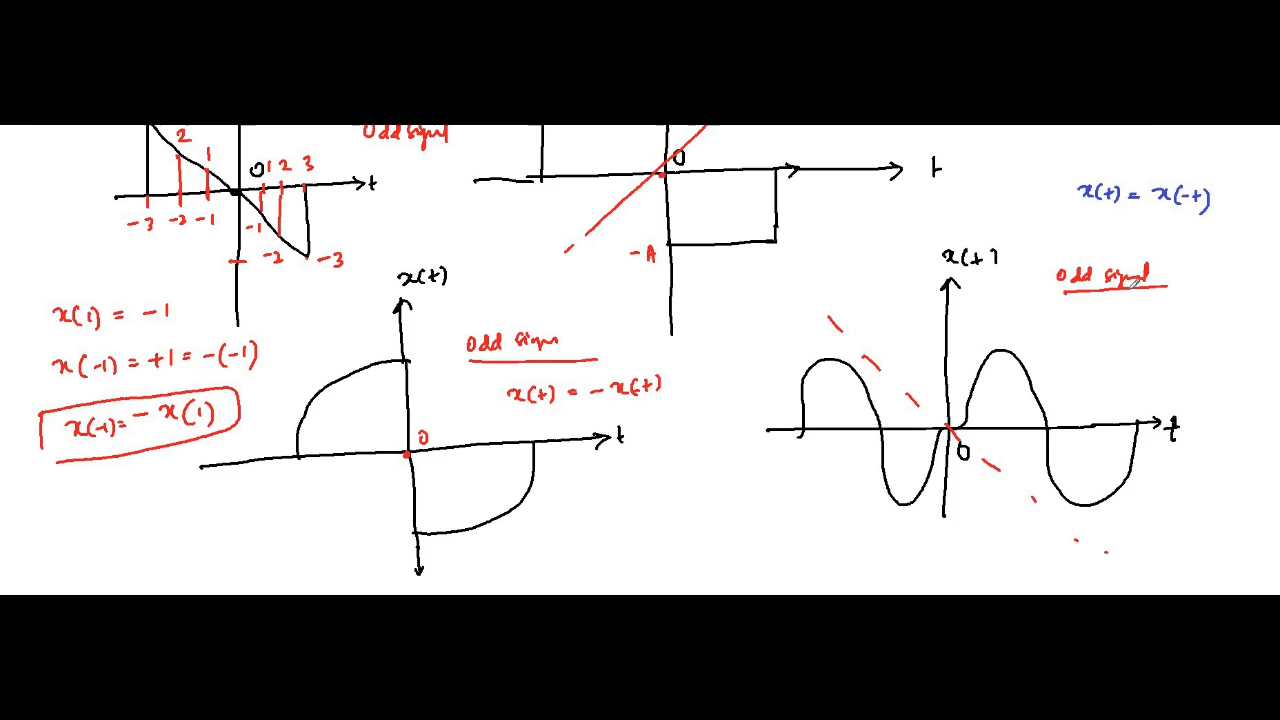 Odd signal
2
1
0 1 2 3
t
-3 -2 -1
-1
-2
-3
0
t
-A
x(t) = x(-t)
x(1) = -1
x(-1) = +1 = -(-1)
x(-1) = - x(1)
x(t)
Odd sign
x(t) = - x(-t)
0
t
x(t)
Odd signal
0
t